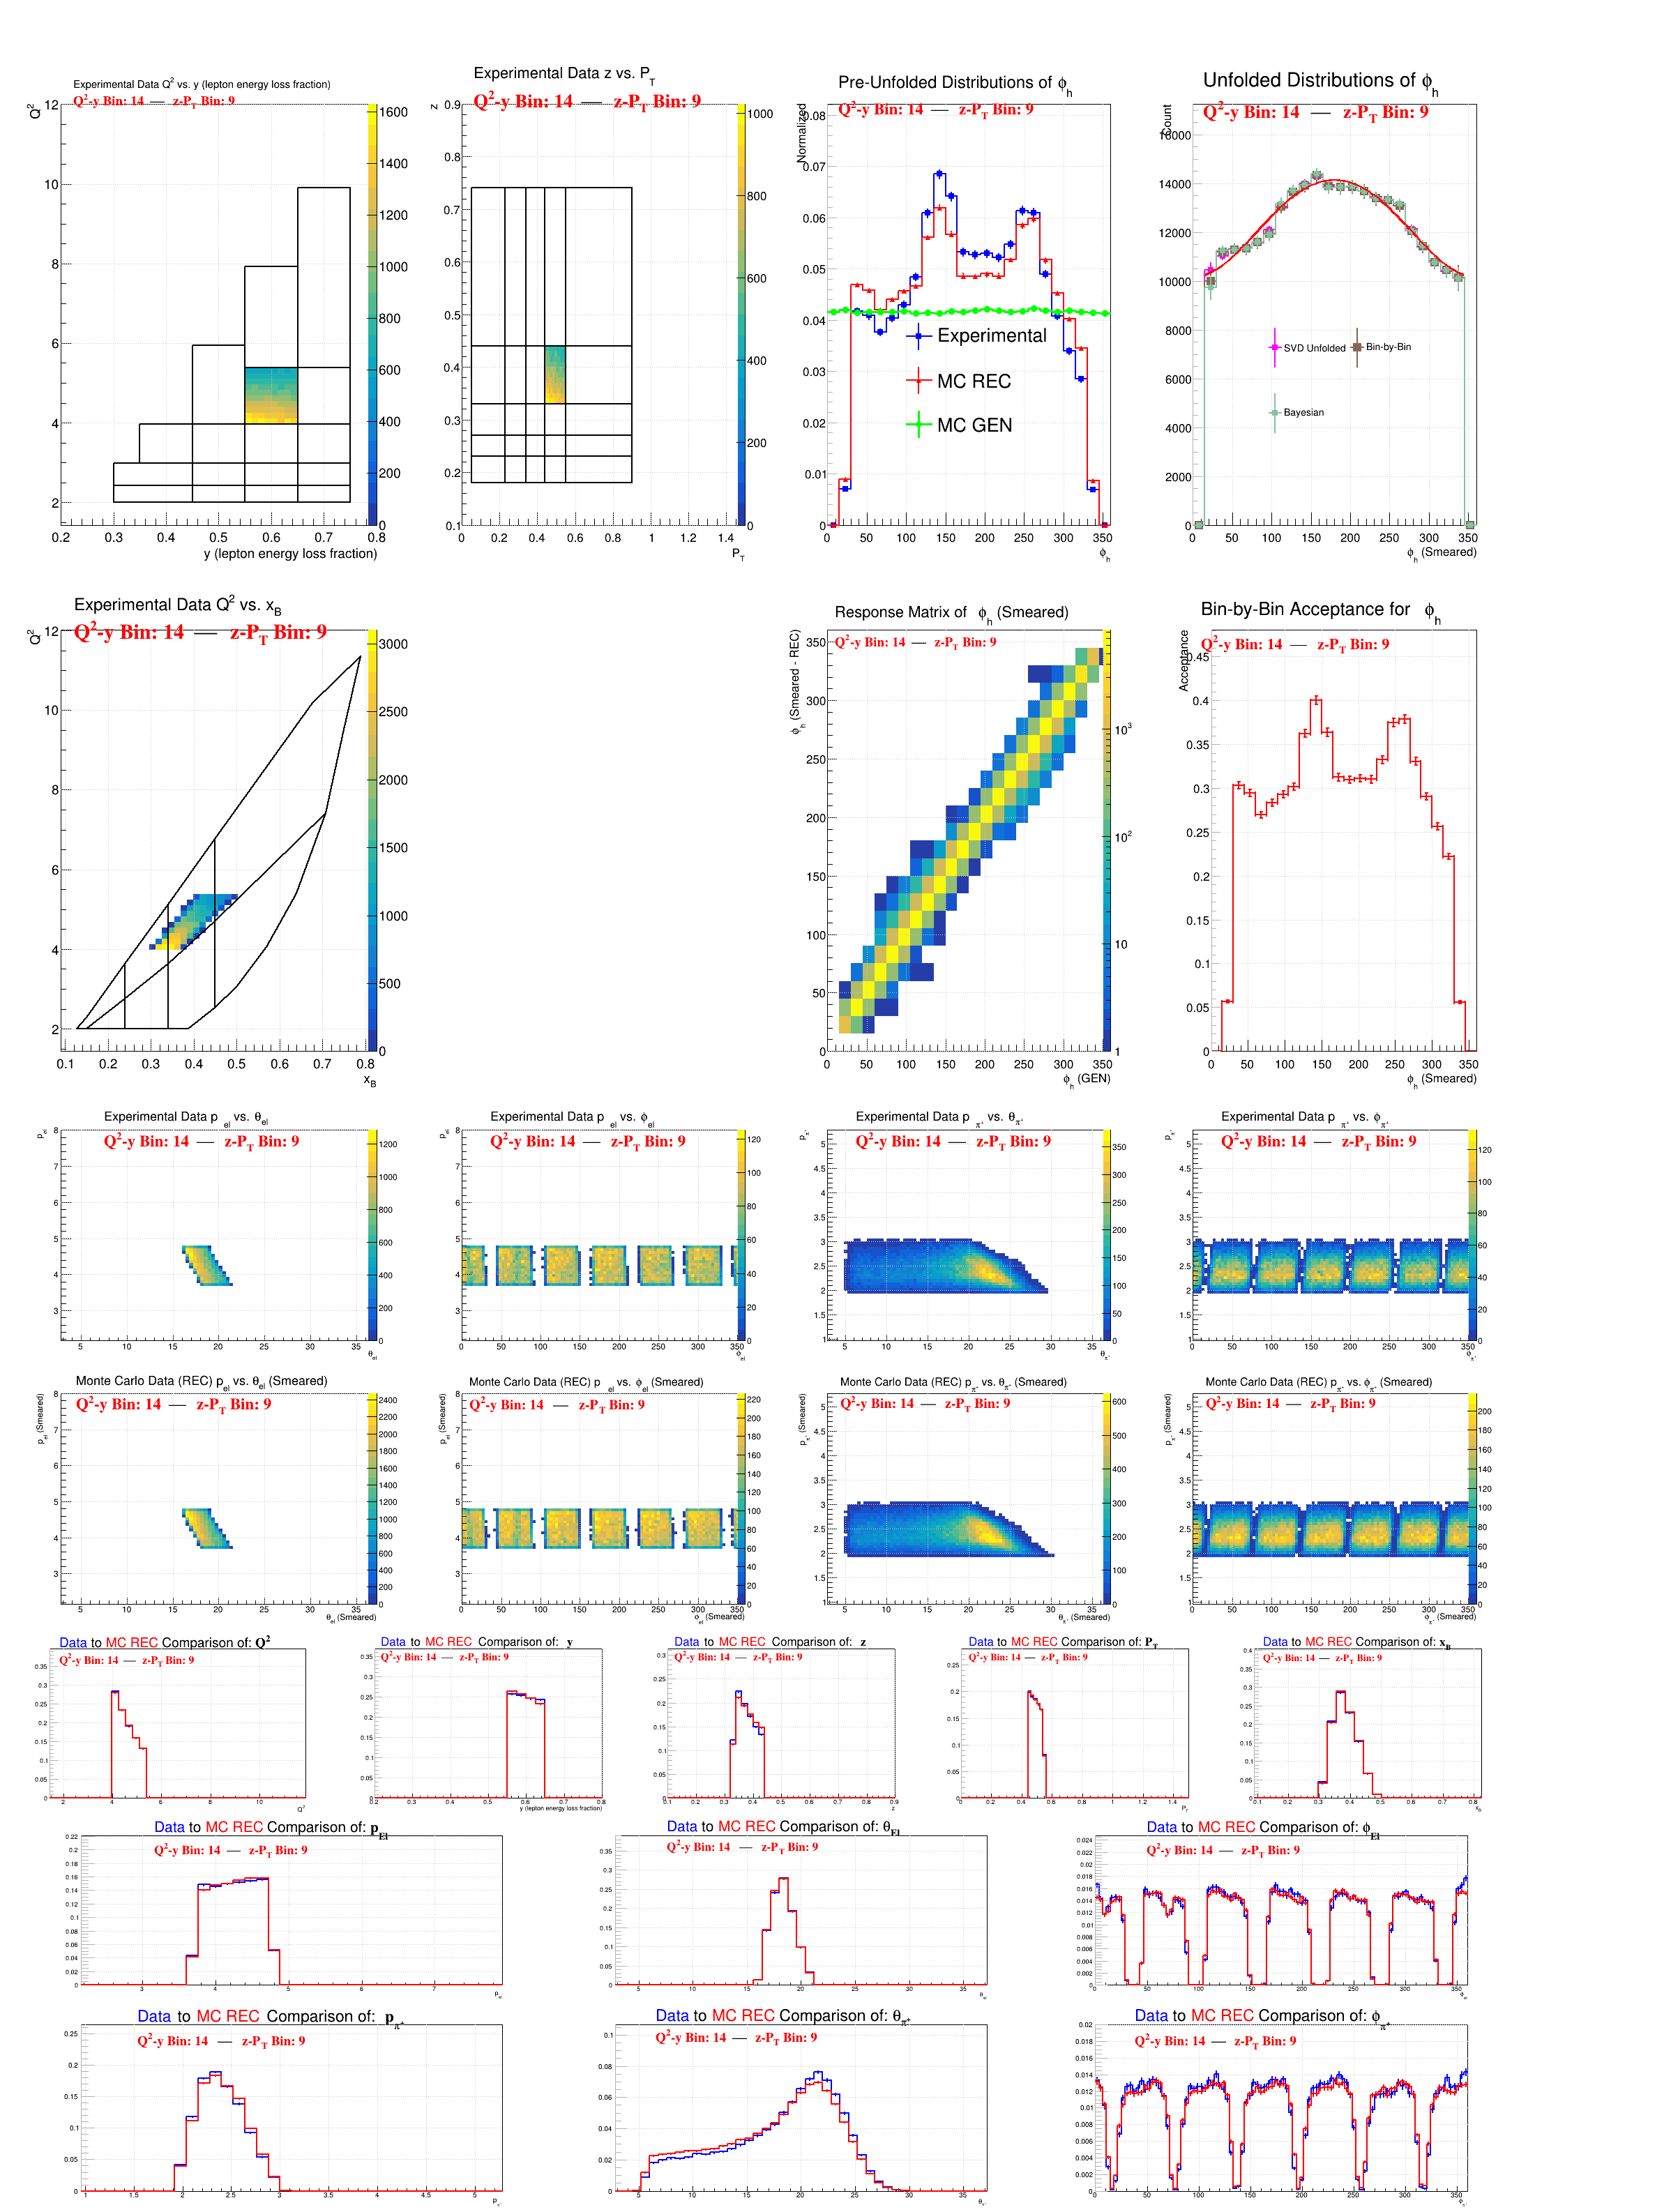 Experimental Data Q² vs. y (lepton energy loss fraction)
Q²-y Bin: 14 — z-P_T Bin: 9
Q²
y (lepton energy loss fraction)
Experimental Data z vs. P_T
Q²-y Bin: 14 — z-P_T Bin: 9
z
P_T
Pre-Unfolded Distributions of ϕ_h
Q²-y Bin: 14 — z-P_T Bin: 9
Normalized
Experimental
MC REC
MC GEN
ϕ_h
Unfolded Distributions of ϕ_h
Q²-y Bin: 14 — z-P_T Bin: 9
Count
SVD Unfolded
Bin-by-Bin
Bayesian
ϕ_h (Smeared)
Experimental Data Q² vs. x_B
Q²-y Bin: 14 — z-P_T Bin: 9
Q²
x_B
Response Matrix of ϕ_h (Smeared)
Q²-y Bin: 14 — z-P_T Bin: 9
ϕ_h (Smeared - REC)
ϕ_h (GEN)
Bin-by-Bin Acceptance for ϕ_h
Q²-y Bin: 14 — z-P_T Bin: 9
Acceptance
ϕ_h (Smeared)
Experimental Data p_el vs. θ_el
Q²-y Bin: 14 — z-P_T Bin: 9
p_el
θ_el
Experimental Data p_el vs. ϕ_el
Q²-y Bin: 14 — z-P_T Bin: 9
p_el
ϕ_el
Experimental Data p_π⁺ vs. θ_π⁺
Q²-y Bin: 14 — z-P_T Bin: 9
p_π⁺
θ_π⁺
Experimental Data p_π⁺ vs. ϕ_π⁺
Q²-y Bin: 14 — z-P_T Bin: 9
p_π⁺
ϕ_π⁺
Monte Carlo Data (REC) p_el vs. θ_el (Smeared)
Q²-y Bin: 14 — z-P_T Bin: 9
p_el (Smeared)
θ_el (Smeared)
Monte Carlo Data (REC) p_el vs. ϕ_el (Smeared)
Q²-y Bin: 14 — z-P_T Bin: 9
p_el (Smeared)
ϕ_el (Smeared)
Monte Carlo Data (REC) p_π⁺ vs. θ_π⁺ (Smeared)
Q²-y Bin: 14 — z-P_T Bin: 9
p_π⁺ (Smeared)
θ_π⁺ (Smeared)
Monte Carlo Data (REC) p_π⁺ vs. ϕ_π⁺ (Smeared)
Q²-y Bin: 14 — z-P_T Bin: 9
p_π⁺ (Smeared)
ϕ_π⁺ (Smeared)
Data to MC REC Comparison of: Q²
Q²-y Bin: 14 — z-P_T Bin: 9
Q²
Data to MC REC Comparison of: y
Q²-y Bin: 14 — z-P_T Bin: 9
y (lepton energy loss fraction)
Data to MC REC Comparison of: z
Q²-y Bin: 14 — z-P_T Bin: 9
z
Data to MC REC Comparison of: P_T
Q²-y Bin: 14 — z-P_T Bin: 9
P_T
Data to MC REC Comparison of: x_B
Q²-y Bin: 14 — z-P_T Bin: 9
x_B
Data to MC REC Comparison of: p_El
Q²-y Bin: 14 — z-P_T Bin: 9
p_el
Data to MC REC Comparison of: θ_El
Q²-y Bin: 14 — z-P_T Bin: 9
θ_el
Data to MC REC Comparison of: ϕ_El
Q²-y Bin: 14 — z-P_T Bin: 9
ϕ_el
Data to MC REC Comparison of: p_π⁺
Q²-y Bin: 14 — z-P_T Bin: 9
p_π⁺
Data to MC REC Comparison of: θ_π⁺
Q²-y Bin: 14 — z-P_T Bin: 9
θ_π⁺
Data to MC REC Comparison of: ϕ_π⁺
Q²-y Bin: 14 — z-P_T Bin: 9
ϕ_π⁺